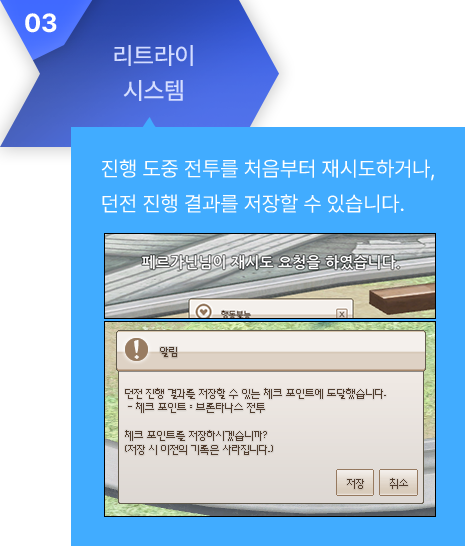 03
리트라이
시스템
진행 도중 전투를 처음부터 재시도하거나,
던전 진행 결과를 저장할 수 있습니다.
페르가닌님이 재시도 요청을 하였습니다.
행동불능
알림
던전 진행 결과를 저장할 수 있는 체크 포인트에 도달했습니다.
- 체크 포인트 : 브론타나스 전투
체크 포인트를 저장하시겠습니까?
(저장 시 이전의 기록은 사라집니다.)
저장 취소